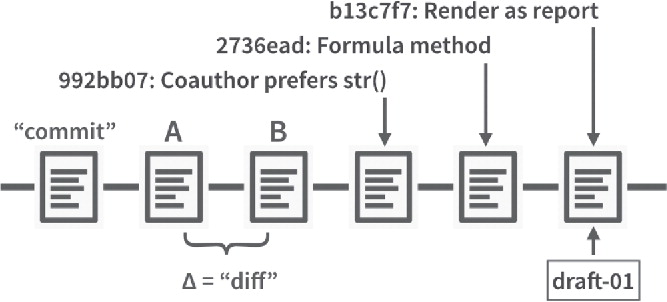 b13c7f7: Render as report
2736ead: Formula method
992bb07: Coauthor prefers str()
“commit” A B
Δ = “diff”
draft-01